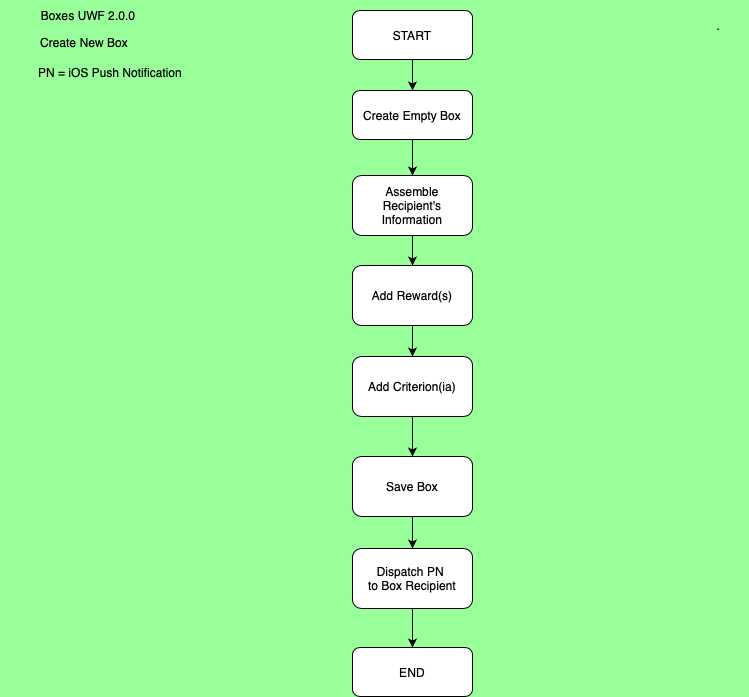 Boxes UWF 2.0.0
Create New Box
PN = iOS Push Notification
START
Create Empty Box
Assemble
Recipient's
Information
Add Reward(s)
Add Criterion(ia)
Save Box
Dispatch PN
to Box Recipient
END
.